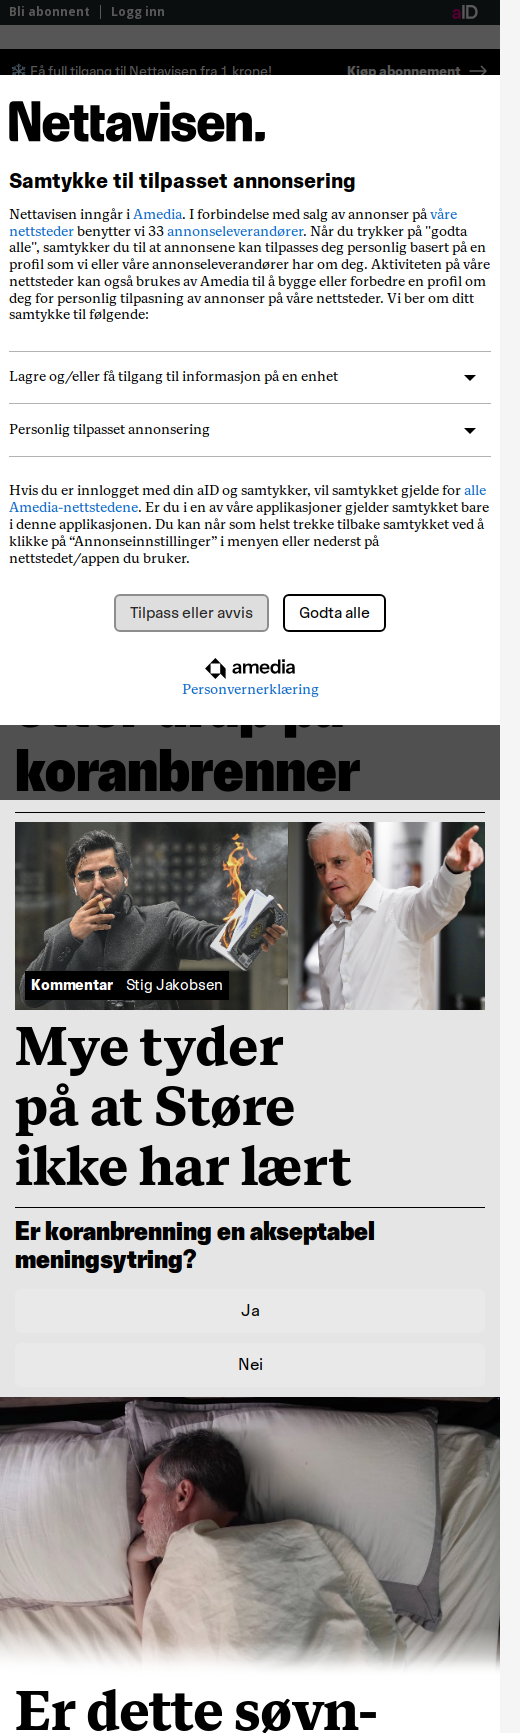 Bli abonnent | Logg inn
aID
Få full tilgang til Nettavisen fra 1 krone! Kjøp abonnement
Nettavisen.
Samtykke til tilpasset annonsering
Nettavisen inngår i Amedia. I forbindelse med salg av annonser på våre
nettsteder benytter vi 33 annonseleverandører. Når du trykker på "godta
alle", samtykker du til at annonsene kan tilpasses deg personlig basert på en
profil som vi eller våre annonseleverandører har om deg. Aktiviteten på våre
nettsteder kan også brukes av Amedia til å bygge eller forbedre en profil om
deg for personlig tilpasning av annonser på våre nettsteder. Vi ber om ditt
samtykke til følgende:
Lagre og/eller få tilgang til informasjon på en enhet
Personlig tilpasset annonsering
Hvis du er innlogget med din aID og samtykker, vil samtykket gjelde for alle
Amedia-nettstedene. Er du i en av våre applikasjoner gjelder samtykket bare
i denne applikasjonen. Du kan når som helst trekke tilbake samtykket ved å
klikke på “Annonseinnstillinger” i menyen eller nederst på
nettstedet/appen du bruker.
Tilpass eller avvis
Godta alle
amedia
Personvernerklæring
etter drap på
koranbrenner
Kommentar Stig Jakobsen
Mye tyder
på at Støre
ikke har lært
Er koranbrenning en akseptabel
meningsytring?
Ja
Nei
Er dette søvn-